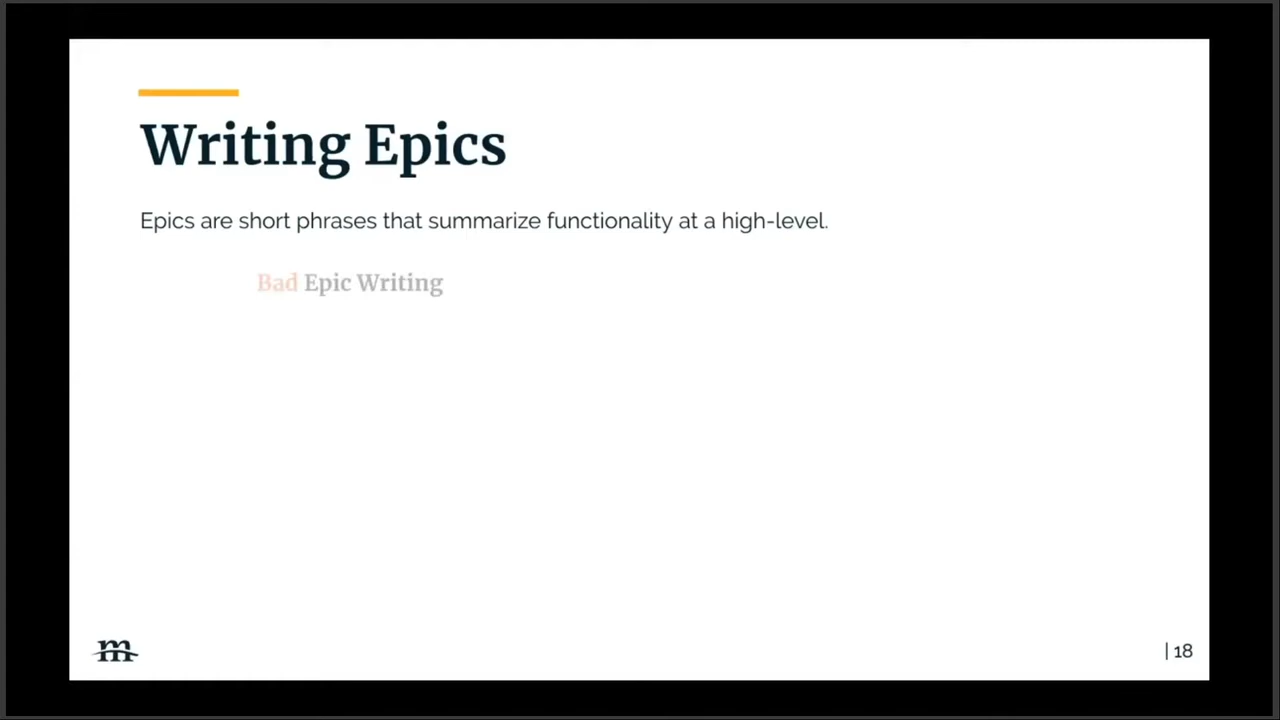 Writing Epics
Epics are short phrases that summarize functionality at a high-level.
Bad Epic Writing
m
| 18